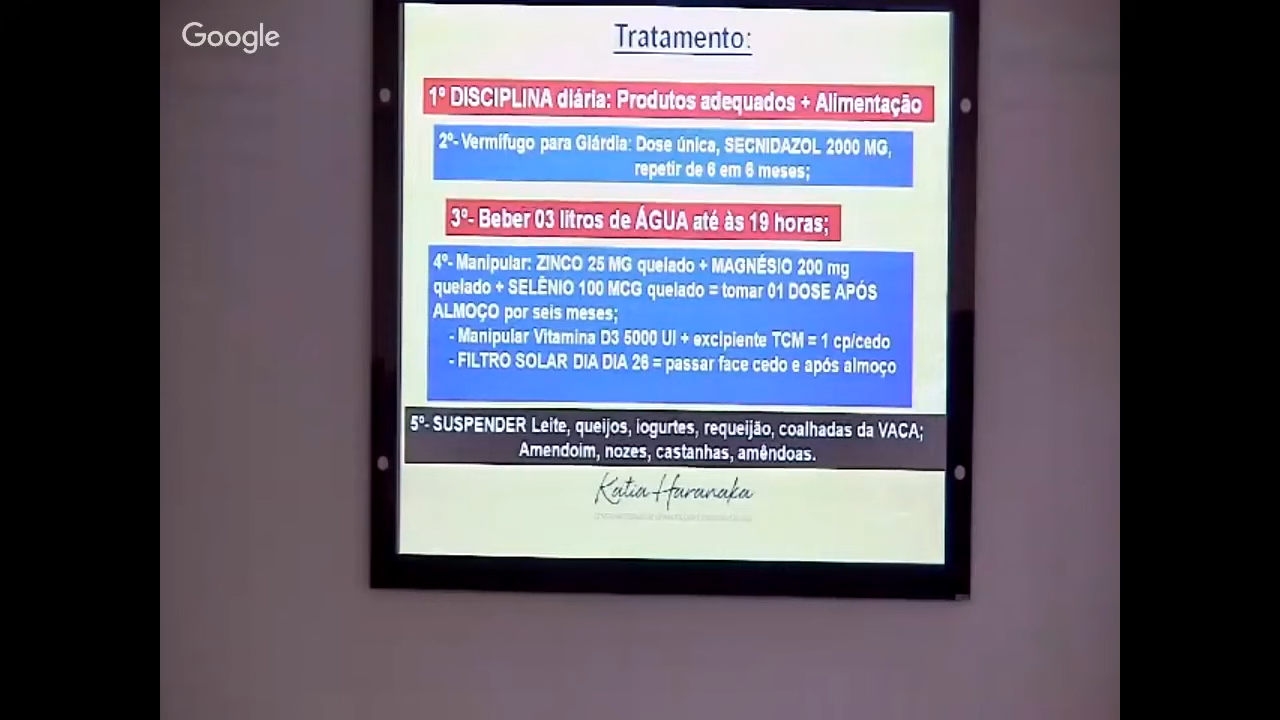 Google
Tratamento:
1º DISCIPLINA diária: Produtos adequados + Alimentação
2º- Vermífugo para Giárdia: Dose única, SECNIDAZOL 2000 MG,
repetir de 6 em 6 meses;
3º- Beber 03 litros de ÁGUA até às 19 horas;
4º- Manipular: ZINCO 25 MG quelado + MAGNÉSIO 200 mg
quelado + SELÊNIO 100 MCG quelado = tomar 01 DOSE APÓS
ALMOÇO por seis meses;
- Manipular Vitamina D3 5000 UI + excipiente TCM = 1 cp/cedo
- FILTRO SOLAR DIA DIA 26 = passar face cedo e após almoço
5º- SUSPENDER Leite, queijos, iogurtes, requeijão, coalhadas da VACA;
Amendoim, nozes, castanhas, amêndoas.
Katia Haranaka